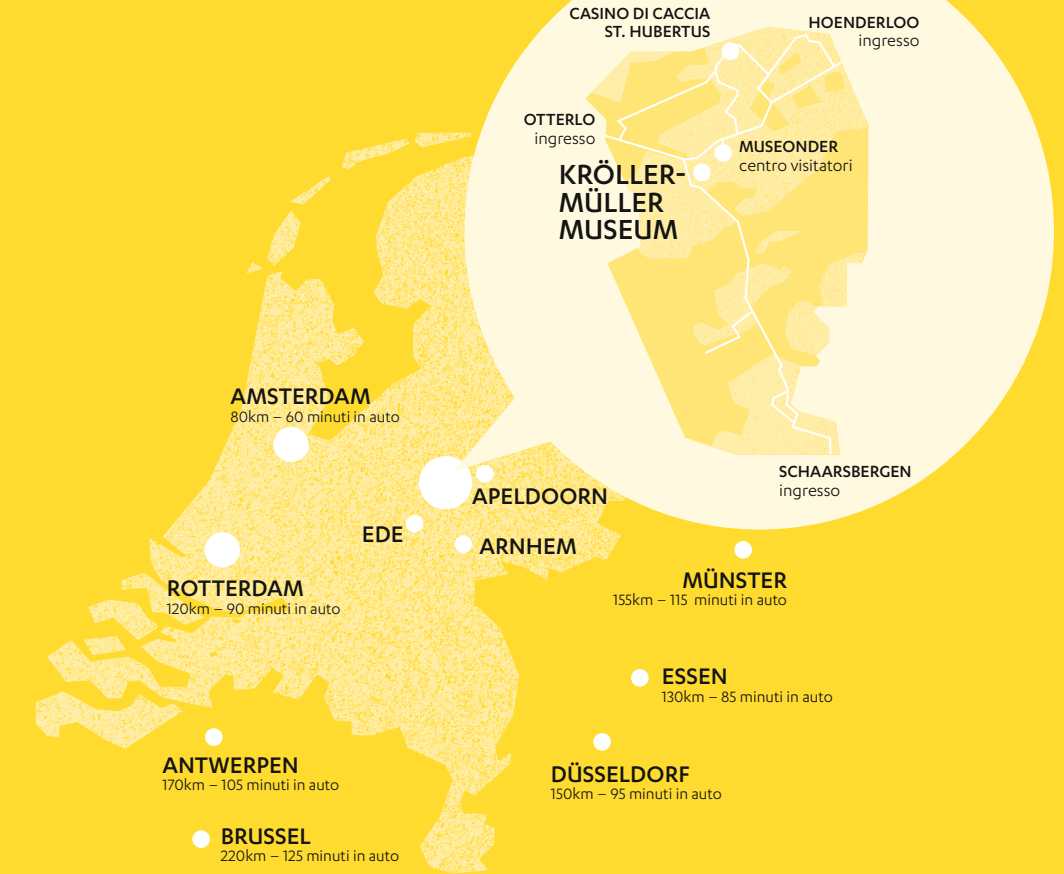 CASINO DI CACCIA
ST. HUBERTUS
HOENDERLOO
ingresso
OTTERLO
ingresso
MUSEONDER
centro visitatori
KRÖLLER-
MÜLLER
MUSEUM
AMSTERDAM
80km – 60 minuti in auto
SCHAARSBERGEN
ingresso
APELDOORN
EDE
ARNHEM
ROTTERDAM
120km – 90 minuti in auto
MÜNSTER
155km – 115 minuti in auto
ESSEN
130km – 85 minuti in auto
ANTWERPEN
170km – 105 minuti in auto
DÜSSELDORF
150km – 95 minuti in auto
BRUSSEL
220km – 125 minuti in auto